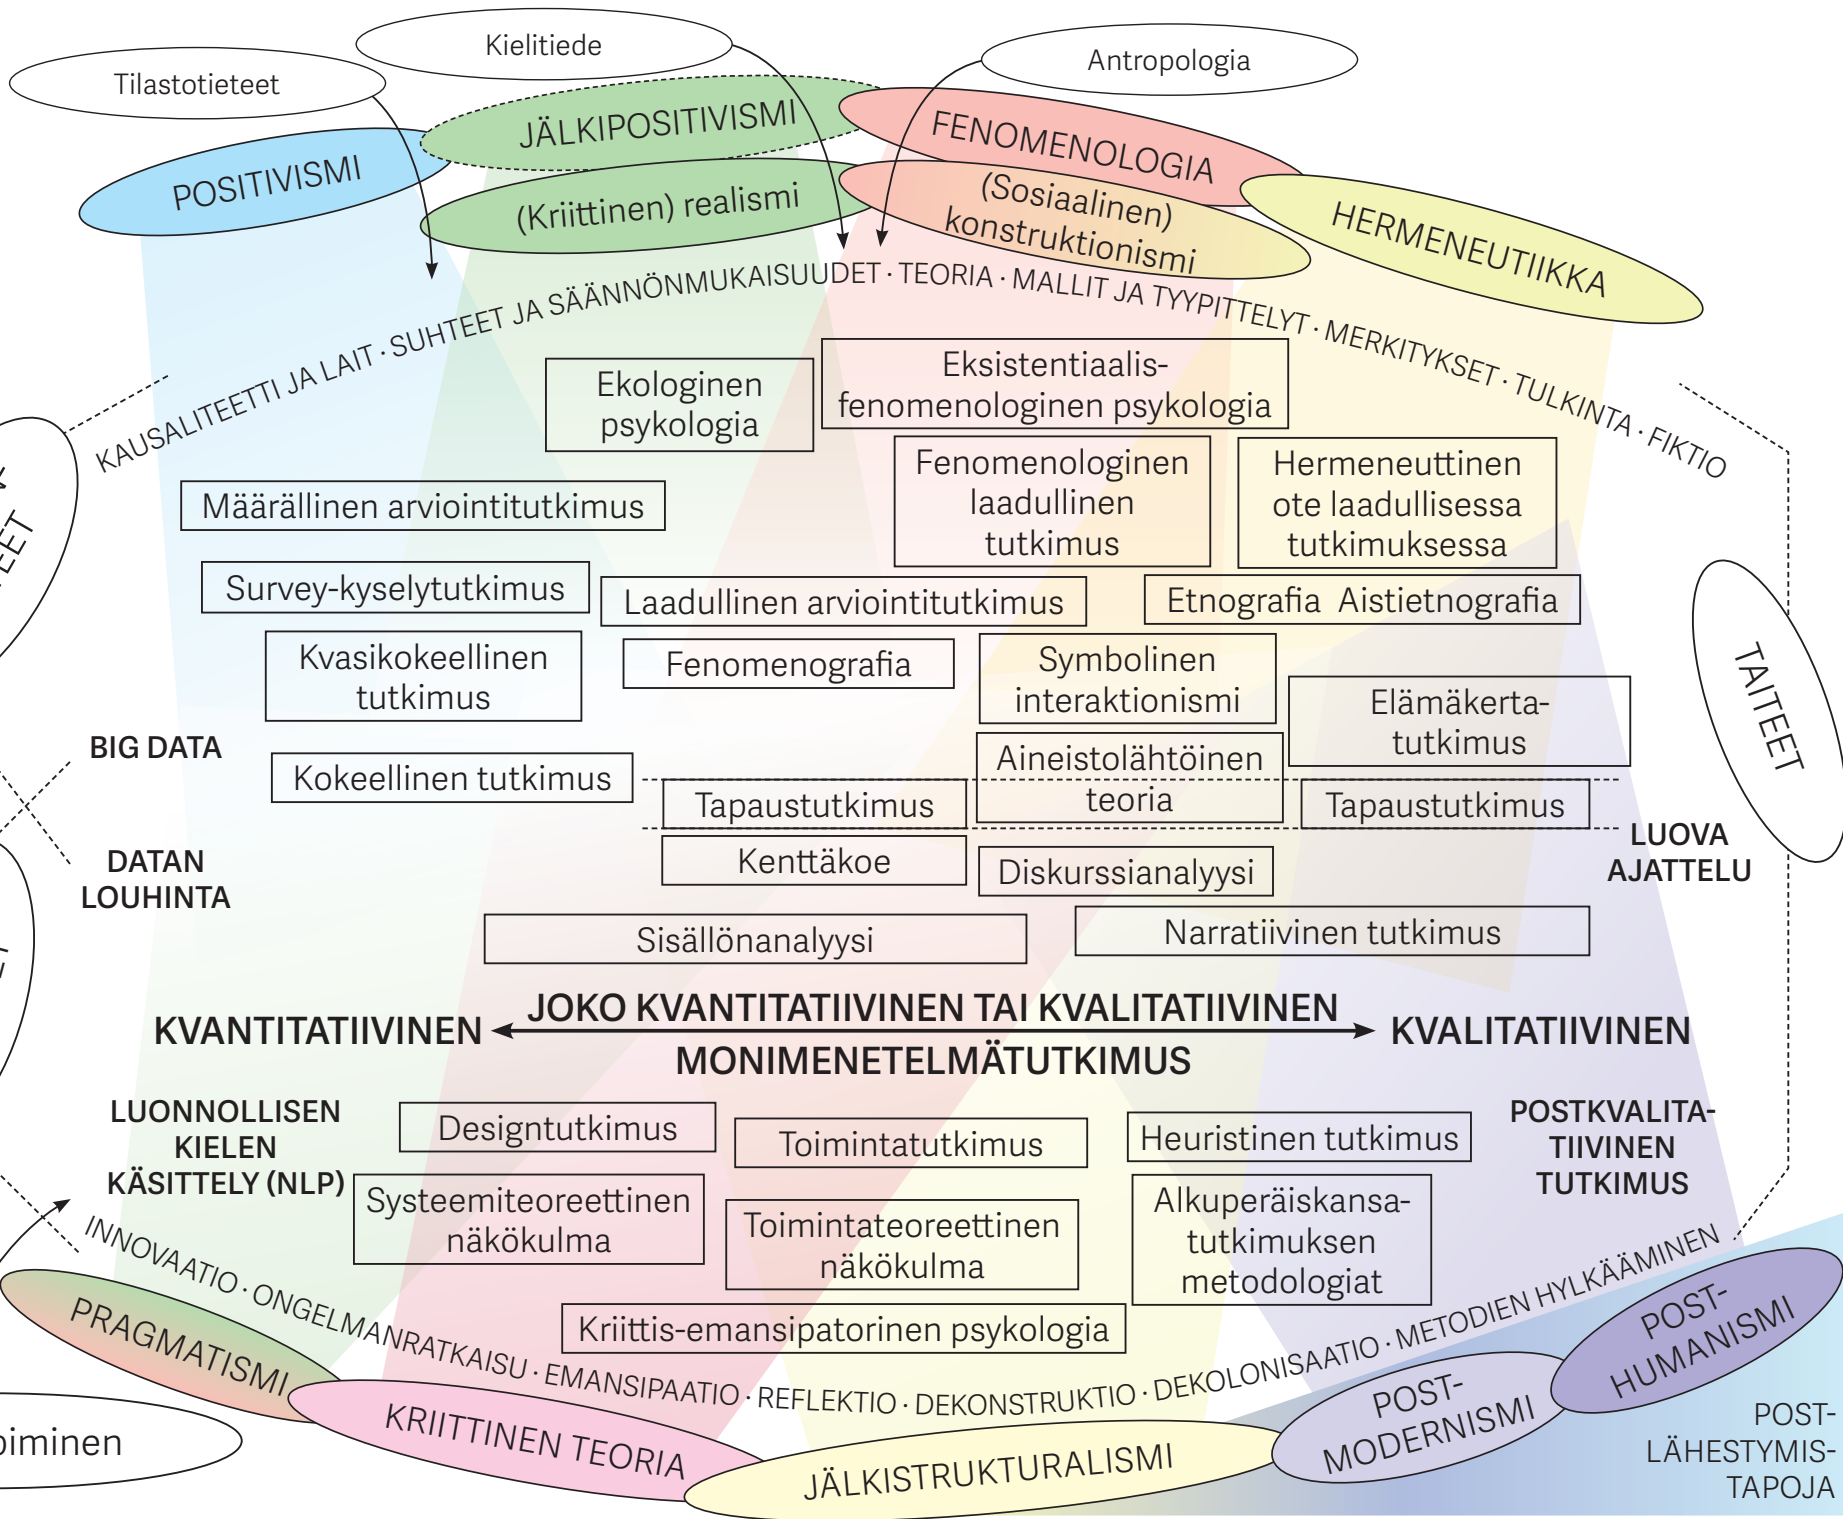 Kielitiede
Antropologia
Tilastotieteet
JÄLKIPOSITIVISMI
FENOMENOLOGIA
POSITIVISMI
(Kriittinen) realismi
(Sosiaalinen)
konstruktionismi
HERMENEUTIIKKA
KAUSALITEETTI JA LAIT · SUHTEET JA SÄÄNNÖNMUKAISUUDET · TEORIA · MALLIT JA TYYPITTELYT · MERKITYKSET · TULKINTA · FIKTIO
Ekologinen
psykologia
Eksistentiaalis-
fenomenologinen psykologia
Fenomenologinen
laadullinen
tutkimus
Hermeneuttinen
ote laadullisessa
tutkimuksessa
Määrällinen arviointitutkimus
Survey-kyselytutkimus
Laadullinen arviointitutkimus
Etnografia Aistietnografia
Kvasikokeellinen
tutkimus
Fenomenografia
Symbolinen
interaktionismi
Elämäkerta-
tutkimus
TAITEET
BIG DATA
Kokeellinen tutkimus
Aineistolähtöinen
teoria
Tapaustutkimus
Tapaustutkimus
DATAN
LOUHINTA
Kenttäkoe
Diskurssianalyysi
LUOVA
AJATTELU
Sisällönanalyysi
Narratiivinen tutkimus
JOKO KVANTITATIIVINEN TAI KVALITATIIVINEN
KVANTITATIIVINEN
KVALITATIIVINEN
MONIMENETELMÄTUTKIMUS
LUONNOLLISEN
KIELEN
KÄSITTELY (NLP)
Designtutkimus
Toimintatutkimus
Heuristinen tutkimus
POSTKVALITA-
TIIVINEN
TUTKIMUS
Systeemiteoreettinen
näkökulma
Toimintateoreettinen
näkökulma
Alkuperäiskansa-
tutkimuksen
metodologiat
Kriittis-emansipatorinen psykologia
INNOVAATIO · ONGELMANRATKAISU · EMANSIPAATIO · REFLEKTIO · DEKONSTRUKTIO · DEKOLONISAATIO · METODIEN HYLKÄÄMINEN
PRAGMATISMI
KRIITTINEN TEORIA
JÄLKISTRUKTURALISMI
POST-
MODERNISMI
POST-
HUMANISMI
POST-
LÄHESTYMIS-
TAPOJA